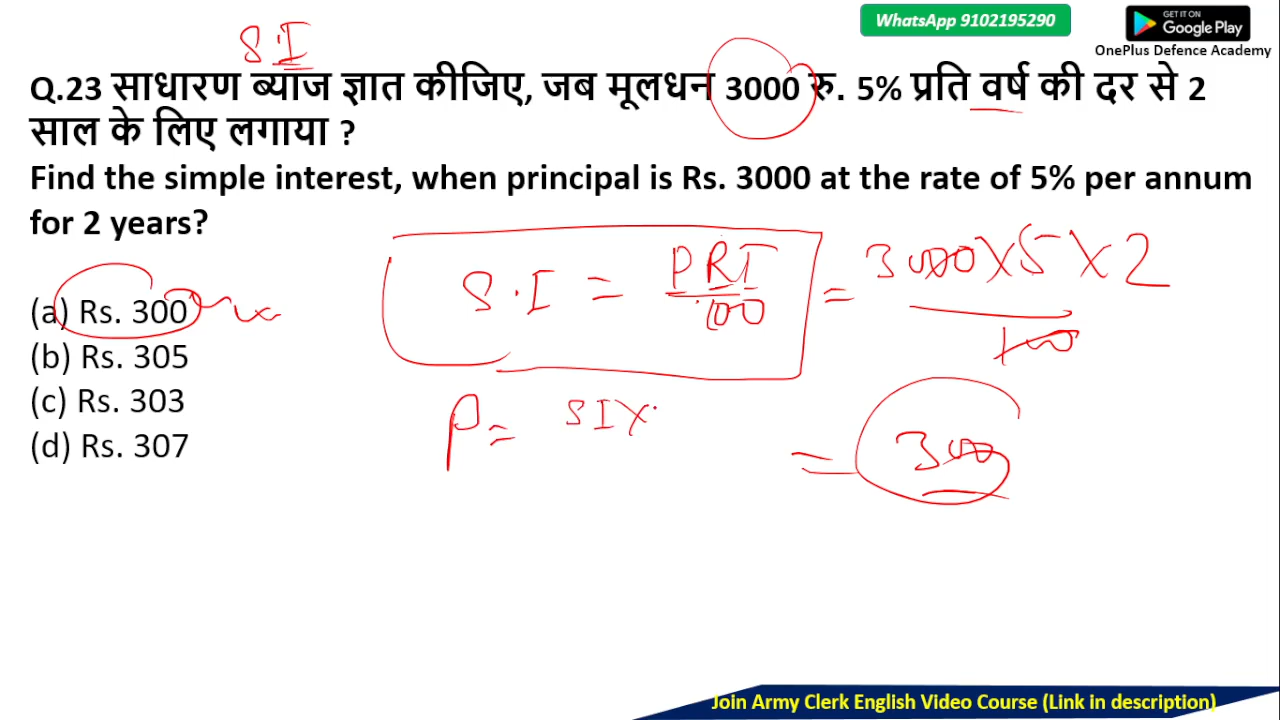 WhatsApp 9102195290
GET IT ON
Google Play
OnePlus Defence Academy
S.I
Q.23 साधारण ब्याज ज्ञात कीजिए, जब मूलधन 3000 रु. 5% प्रति वर्ष की दर से 2
साल के लिए लगाया ?
Find the simple interest, when principal is Rs. 3000 at the rate of 5% per annum
for 2 years?
S.I = PRT / 100 = 3000 X 5 X 2 / 100
(a) Rs. 300
(b) Rs. 305
(c) Rs. 303
(d) Rs. 307
P = SIX
= 300
Join Army Clerk English Video Course (Link in description)